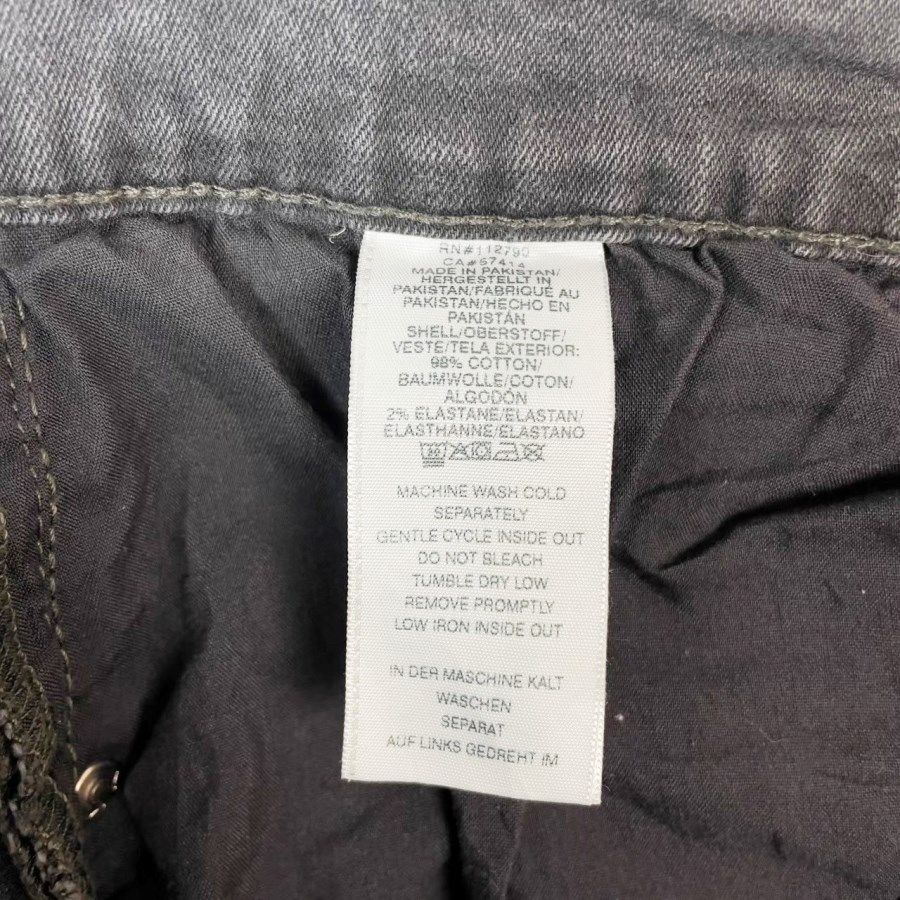 RN#112790
CA#57414
MADE IN PAKISTAN/
HERGESTELLT IN
PAKISTAN/FABRIQUÉ AU
PAKISTAN/HECHO EN
PAKISTÁN
SHELL/OBERSTOFF/
VESTE/TELA EXTERIOR:
98% COTTON/
BAUMWOLLE/COTON/
ALGODÓN
2% ELASTANE/ELASTAN/
ELASTHANNE/ELASTANO
30
MACHINE WASH COLD
SEPARATELY
GENTLE CYCLE INSIDE OUT
DO NOT BLEACH
TUMBLE DRY LOW
REMOVE PROMPTLY
LOW IRON INSIDE OUT
IN DER MASCHINE KALT
WASCHEN
SEPARAT
AUF LINKS GEDREHT IM